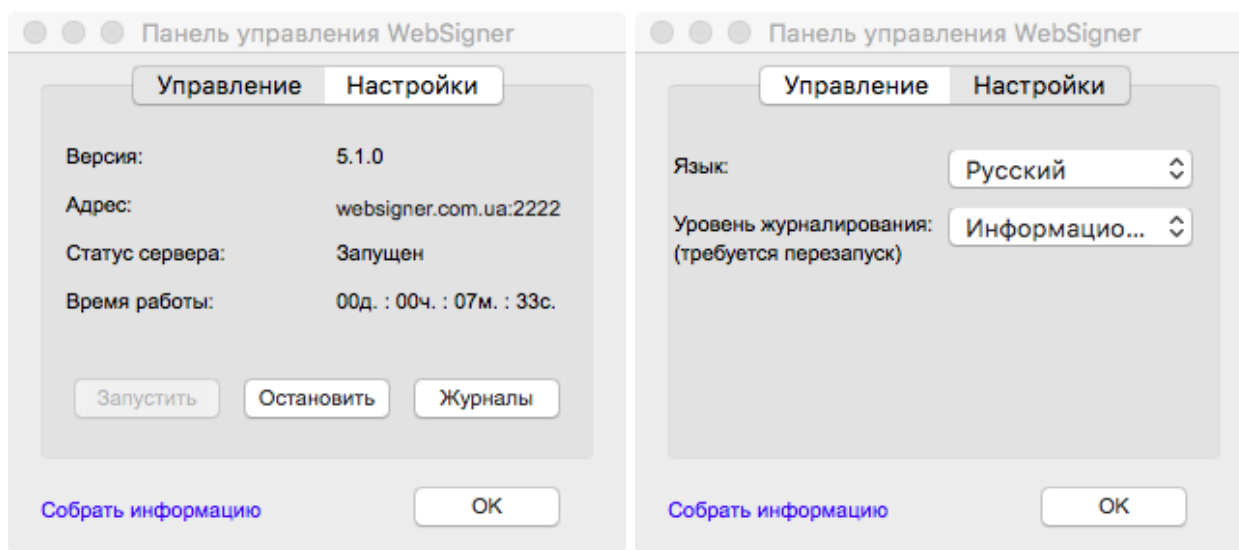 Панель управления WebSigner
Управление Настройки
Версия: 5.1.0
Адрес: websigner.com.ua:2222
Статус сервера: Запущен
Время работы: 00д. : 00ч. : 07м. : 33с.
Запустить Остановить Журналы
Собрать информацию OK
Панель управления WebSigner
Управление Настройки
Язык: Русский
Уровень журналирования: Информацио...
(требуется перезапуск)
Собрать информацию OK